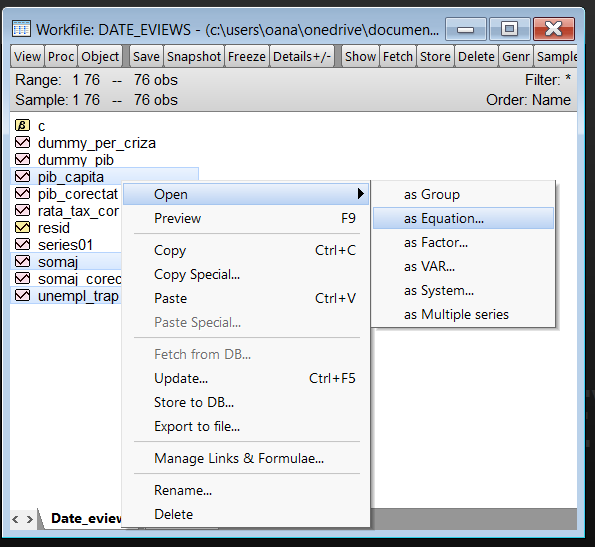 Workfile: DATE_EVIEWS - (c:\users\oana\onedrive\documen...
View Proc Object Save Snapshot Freeze Details+/- Show Fetch Store Delete Genr Sample
Range: 1 76 -- 76 obs Filter: *
Sample: 1 76 -- 76 obs Order: Name
β c
dummy_per_criza
dummy_pib
pib_capita
pib_corectat
rata_tax_cor
resid
series01
somaj
somaj_corec
unempl_trap
Open
Preview F9
Copy Ctrl+C
Copy Special...
Paste Ctrl+V
Paste Special...
Fetch from DB...
Update... Ctrl+F5
Store to DB...
Export to file...
Manage Links & Formulae...
Rename...
Delete
as Group
as Equation...
as Factor...
as VAR...
as System...
as Multiple series
< > Date_eview